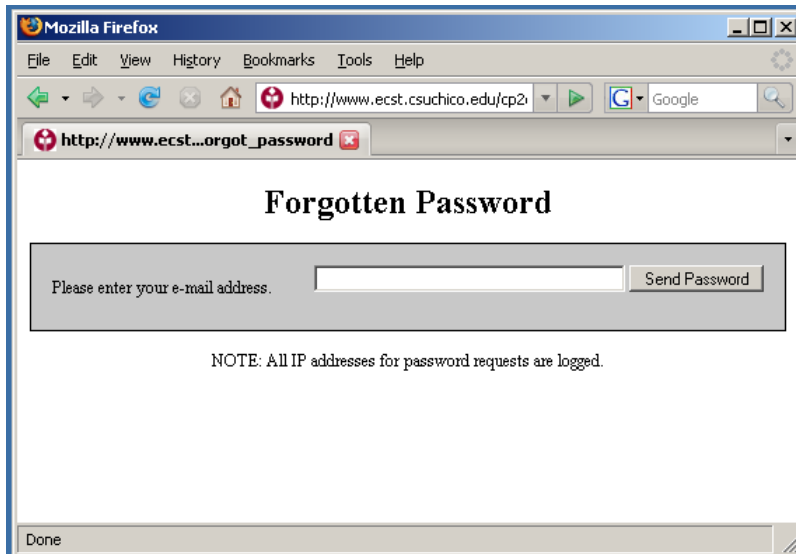 Mozilla Firefox
File Edit View History Bookmarks Tools Help
http://www.ecst.csuchico.edu/cp2 G Google
http://www.ecst...orgot_password
Forgotten Password
Please enter your e-mail address. Send Password
NOTE: All IP addresses for password requests are logged.
Done